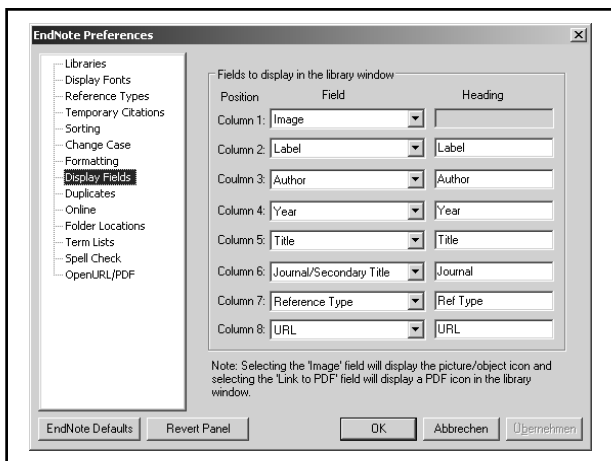 EndNote Preferences
Libraries
Display Fonts
Reference Types
Temporary Citations
Sorting
Change Case
Formatting
Display Fields
Duplicates
Online
Folder Locations
Term Lists
Spell Check
OpenURL/PDF
Fields to display in the library window
Position Field Heading
Column 1: Image
Column 2: Label Label
Coulmn 3: Author Author
Column 4: Year Year
Column 5: Title Title
Column 6: Journal/Secondary Title Journal
Column 7: Reference Type Ref Type
Column 8: URL URL
Note: Selecting the 'Image' field will display the picture/object icon and
selecting the 'Link to PDF' field will display a PDF icon in the library
window.
EndNote Defaults Revert Panel OK Abbrechen Übernehmen